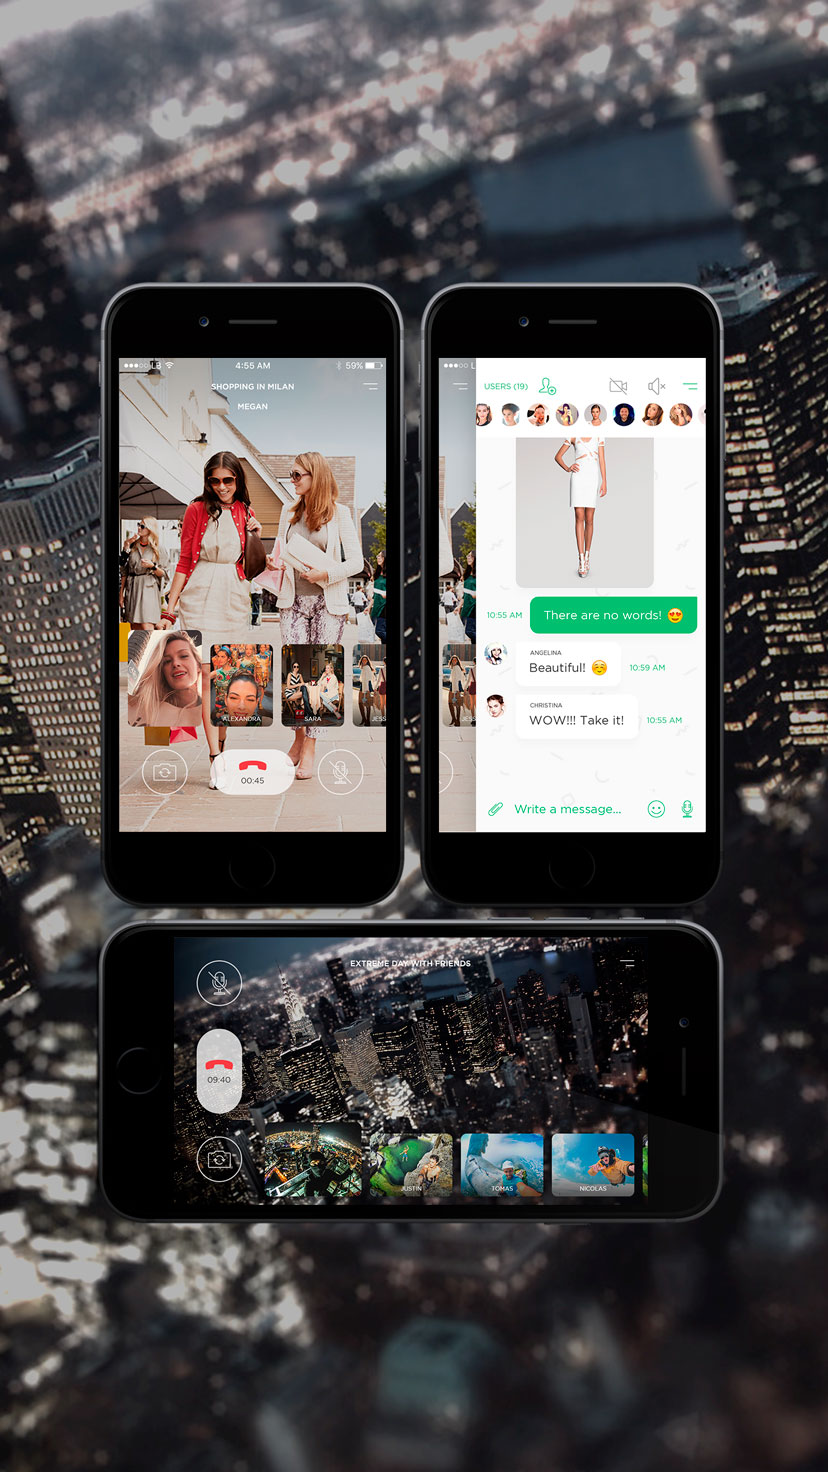 LB
4:55 AM
59%
SHOPPING IN MILAN
MEGAN
ALEXANDRA
SARA
JESS
00:45
L
USERS (19)
10:55 AM
There are no words! 😍
ANGELINA
Beautiful! ☺️
10:59 AM
CHRISTINA
WOW!!! Take it!
10:55 AM
JESS
Write a message...
EXTREME DAY WITH FRIENDS
09:40
JUSTIN
TOMAS
NICOLAS